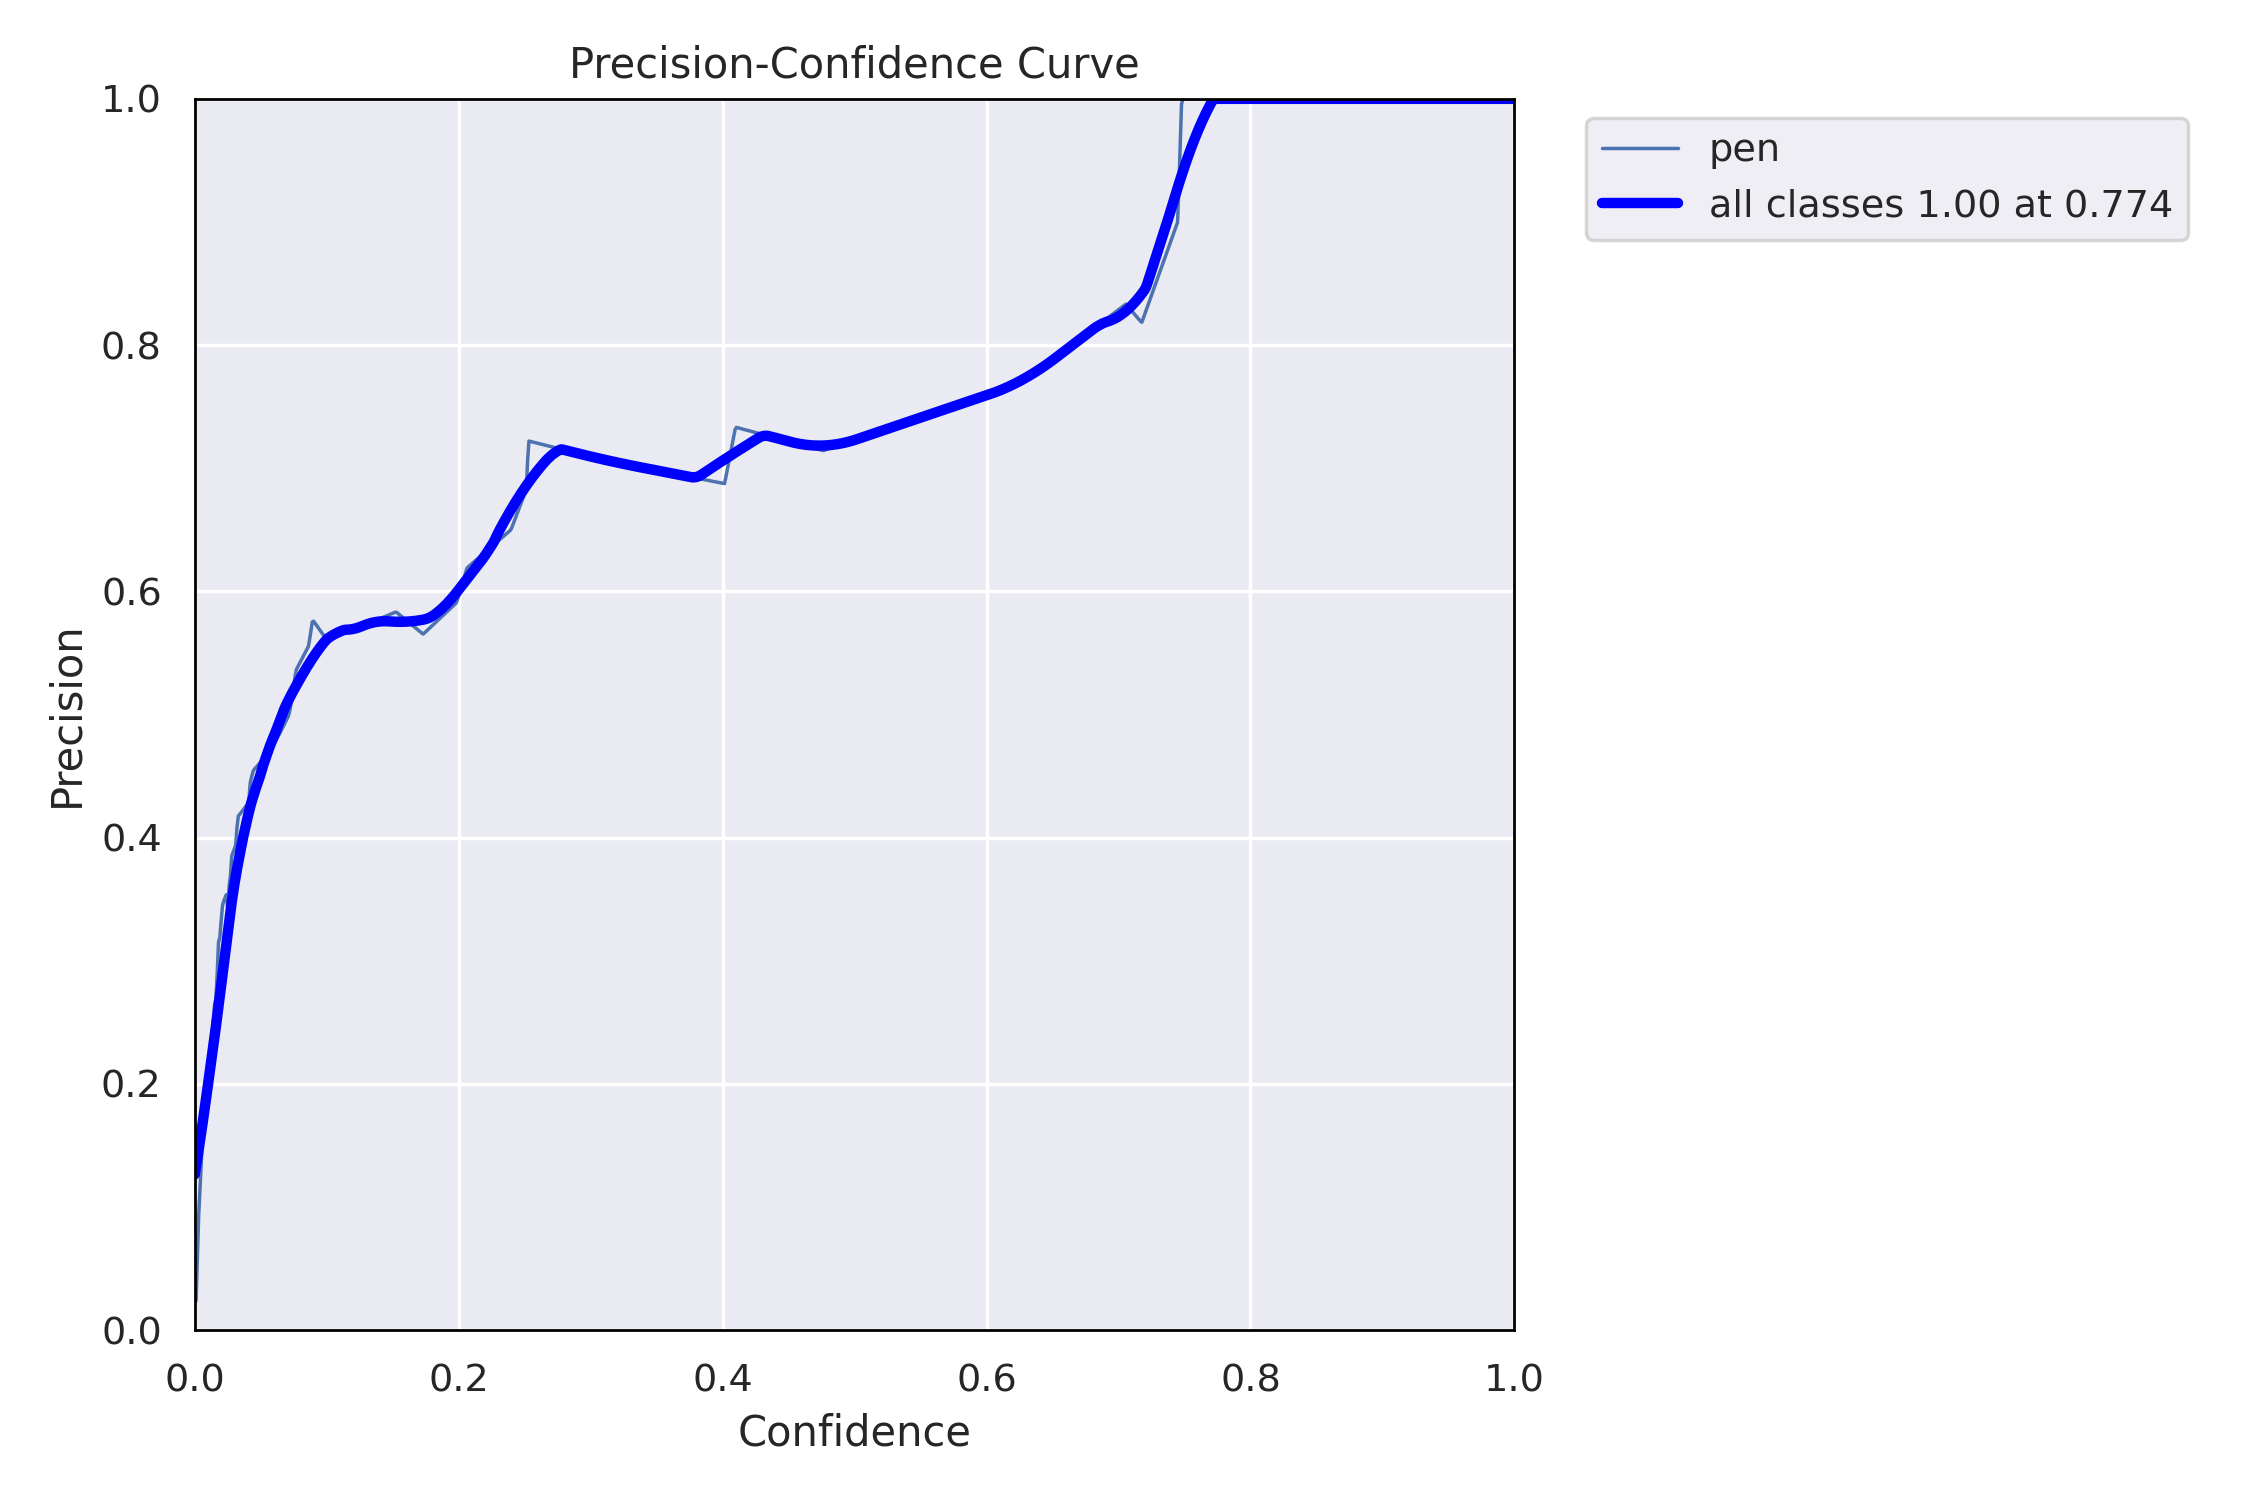 Precision-Confidence Curve
1.0
0.8
0.6
0.4
0.2
0.0
Precision
0.0 0.2 0.4 0.6 0.8 1.0
Confidence
pen
all classes 1.00 at 0.774